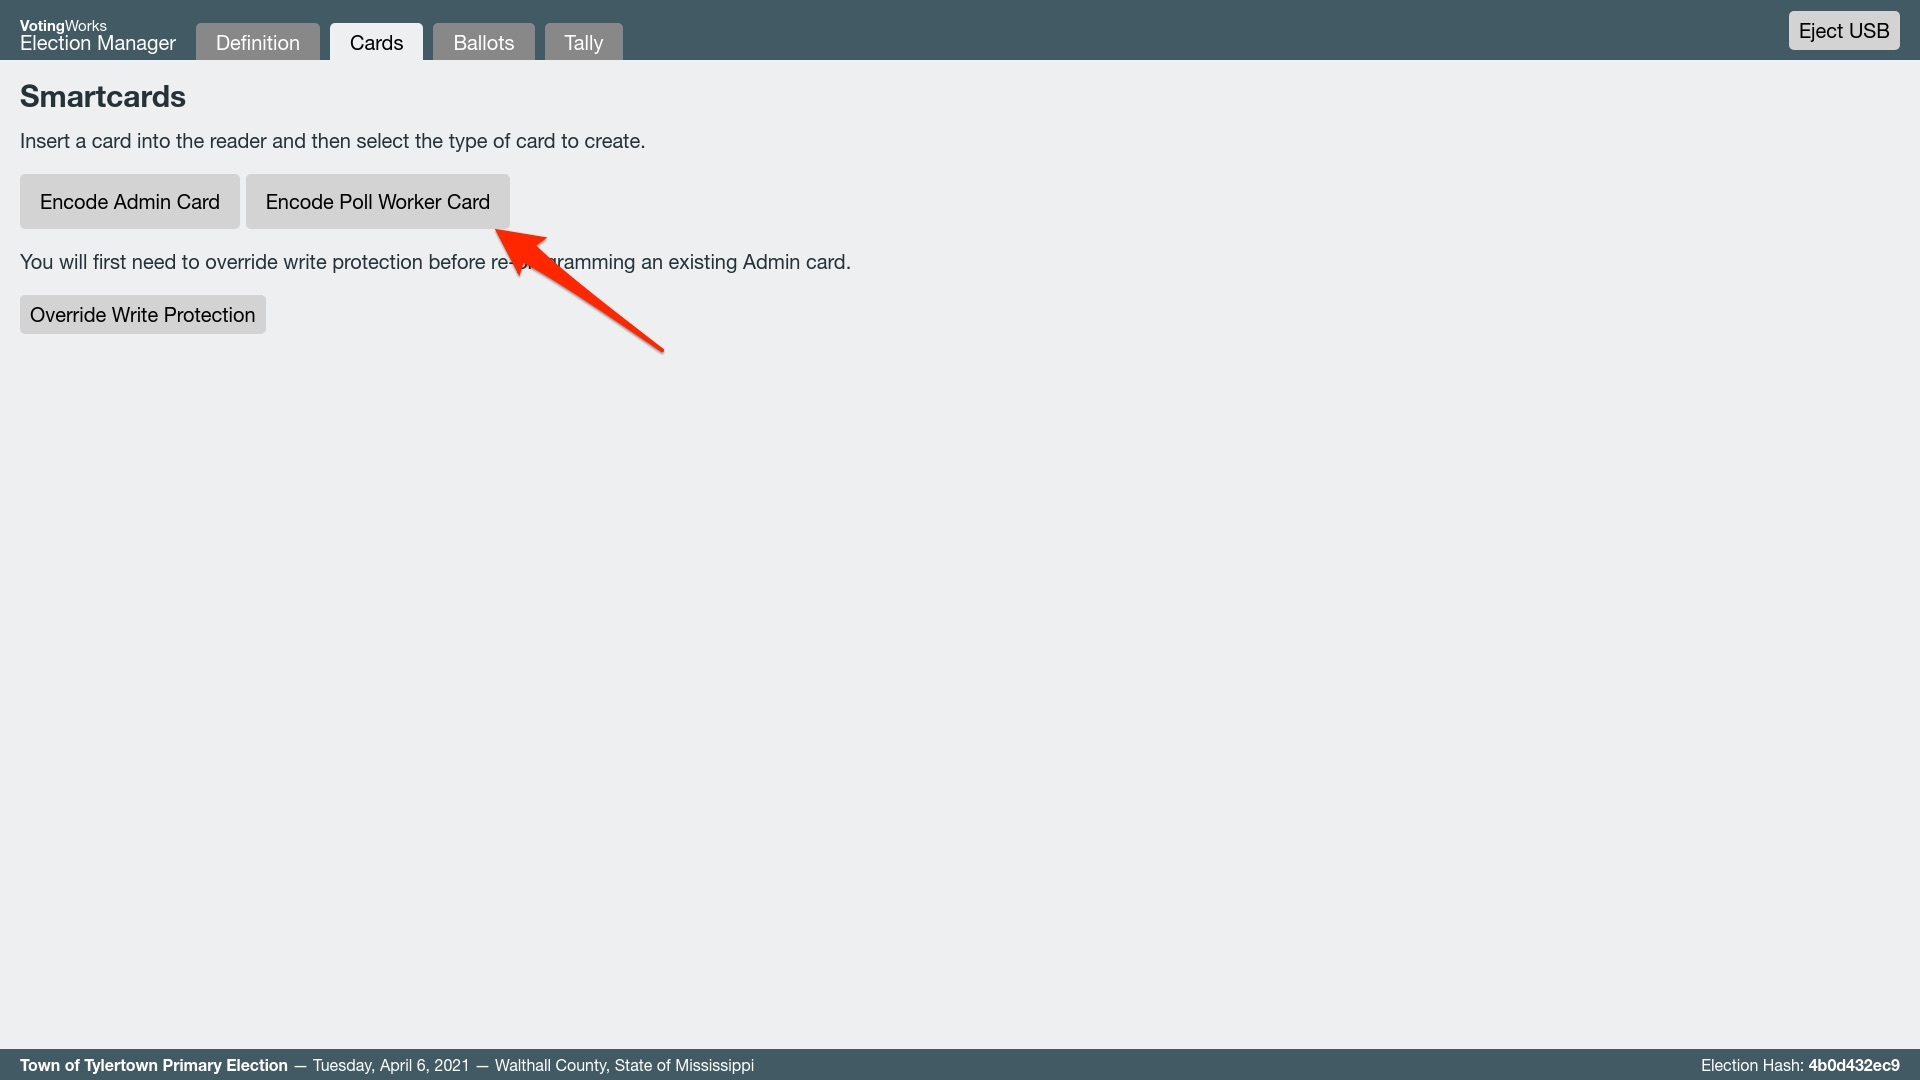 VotingWorks
Election Manager
Definition
Cards
Ballots
Tally
Eject USB
Smartcards
Insert a card into the reader and then select the type of card to create.
Encode Admin Card
Encode Poll Worker Card
You will first need to override write protection before re-programming an existing Admin card.
Override Write Protection
Town of Tylertown Primary Election — Tuesday, April 6, 2021 — Walthall County, State of Mississippi
Election Hash: 4b0d432ec9